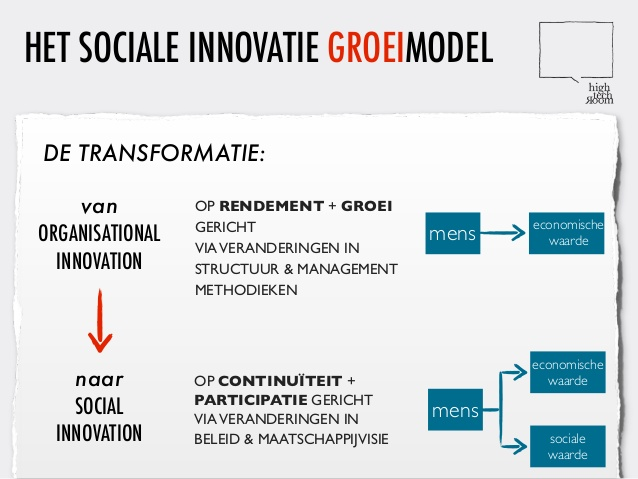 HET SOCIALE INNOVATIE GROEIMODEL
high
tech
Room
DE TRANSFORMATIE:
van
ORGANISATIONAL
INNOVATION
OP RENDEMENT + GROEI
GERICHT
VIA VERANDERINGEN IN
STRUCTUUR & MANAGEMENT
METHODIEKEN
mens
economische
waarde
naar
SOCIAL
INNOVATION
OP CONTINUÏTEIT +
PARTICIPATIE GERICHT
VIA VERANDERINGEN IN
BELEID & MAATSCHAPPIJVISIE
mens
economische
waarde
sociale
waarde